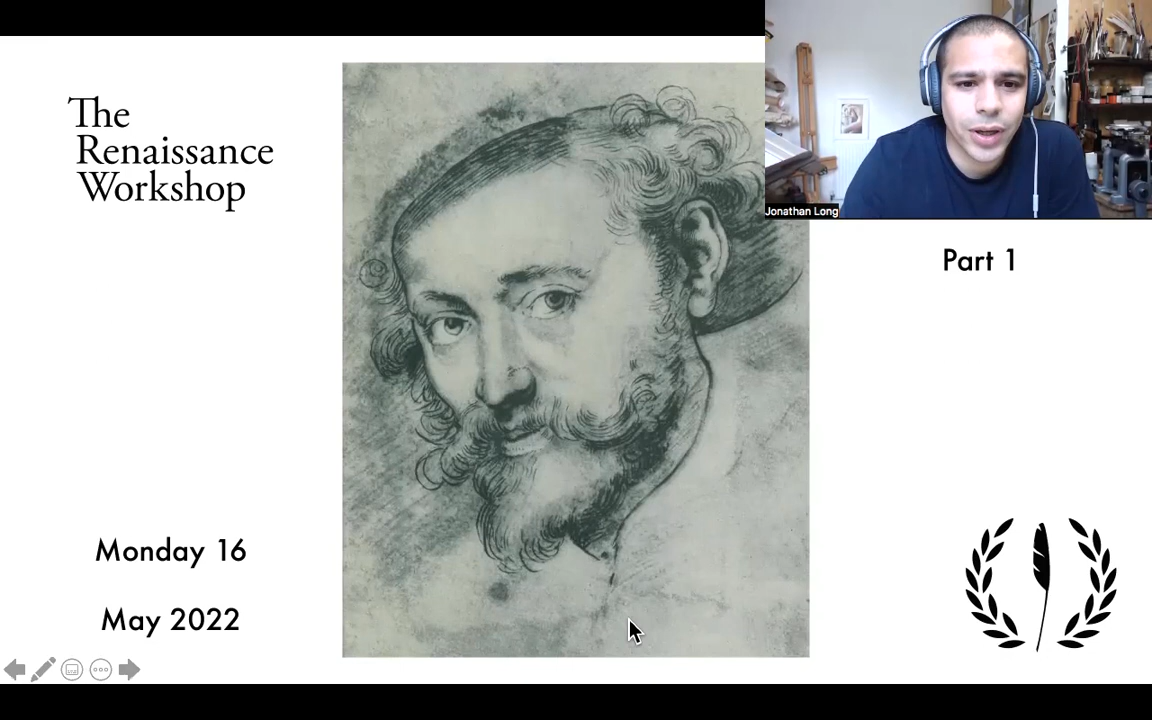 The
Renaissance
Workshop
Jonathan Long
Part 1
Monday 16
May 2022